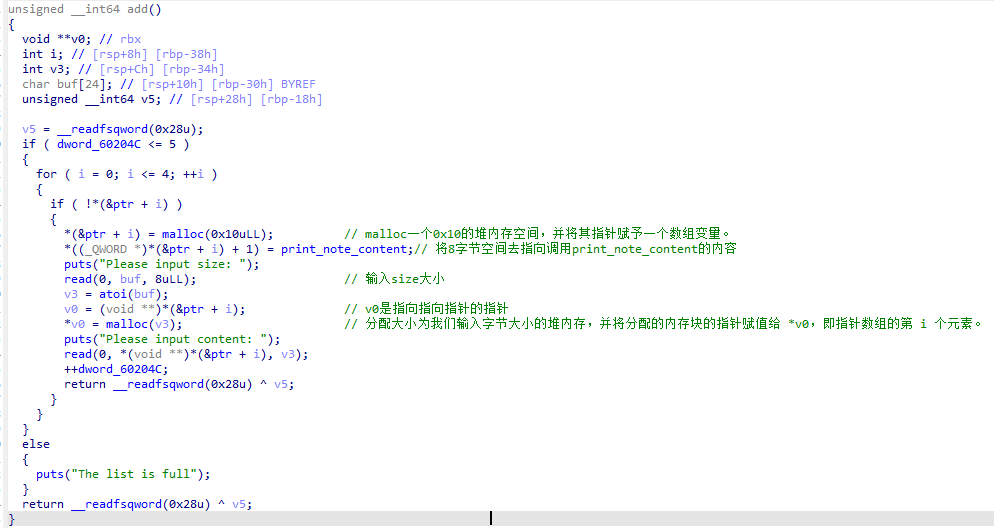 unsigned __int64 add()
{
  void **v0; // rbx
  int i; // [rsp+8h] [rbp-38h]
  int v3; // [rsp+Ch] [rbp-34h]
  char buf[24]; // [rsp+10h] [rbp-30h] BYREF
  unsigned __int64 v5; // [rsp+28h] [rbp-18h]

  v5 = __readfsqword(0x28u);
  if ( dword_60204C <= 5 )
  {
    for ( i = 0; i <= 4; ++i )
    {
      if ( !*(&ptr + i) )
      {
        *(&ptr + i) = malloc(0x10uLL);          // malloc一个0x10的堆内存空间，并将其指针赋予一个数组变量。
        *((_QWORD *)*(&ptr + i) + 1) = print_note_content;// 将8字节空间去指向调用print_note_content的内容
        puts("Please input size: ");
        read(0, buf, 8uLL);                     // 输入size大小
        v3 = atoi(buf);
        v0 = (void **)*(&ptr + i);              // v0是指向指向指针的指针
        *v0 = malloc(v3);                       // 分配大小为我们输入字节大小的堆内存，并将分配的内存块的指针赋值给 *v0，即指针数组的第 i 个元素。
        puts("Please input content: ");
        read(0, *(void **)*(&ptr + i), v3);
        ++dword_60204C;
        return __readfsqword(0x28u) ^ v5;
      }
    }
  }
  else
  {
    puts("The list is full");
  }
  return __readfsqword(0x28u) ^ v5;
}